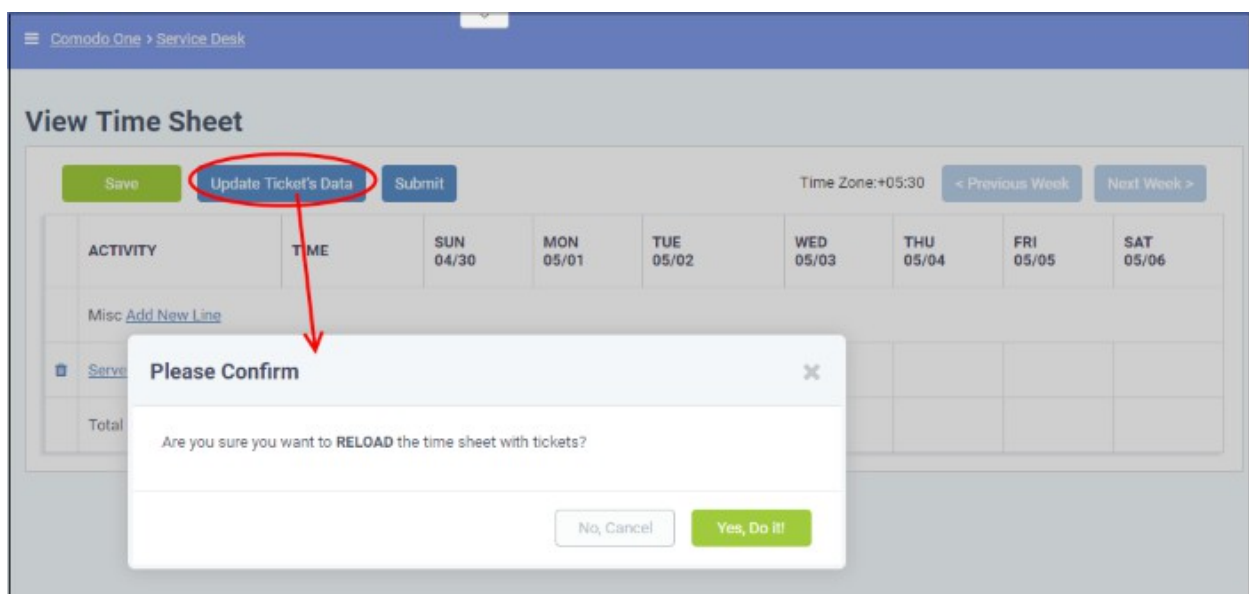 Comodo One > Service Desk
View Time Sheet
Save
Update Ticket's Data
Submit
Time Zone:+05:30
< Previous Week
Next Week >
ACTIVITY
TIME
SUN
04/30
MON
05/01
TUE
05/02
WED
05/03
THU
05/04
FRI
05/05
SAT
05/06
Misc Add New Line
Serve
Total
Please Confirm
Are you sure you want to RELOAD the time sheet with tickets?
No, Cancel
Yes, Do it!